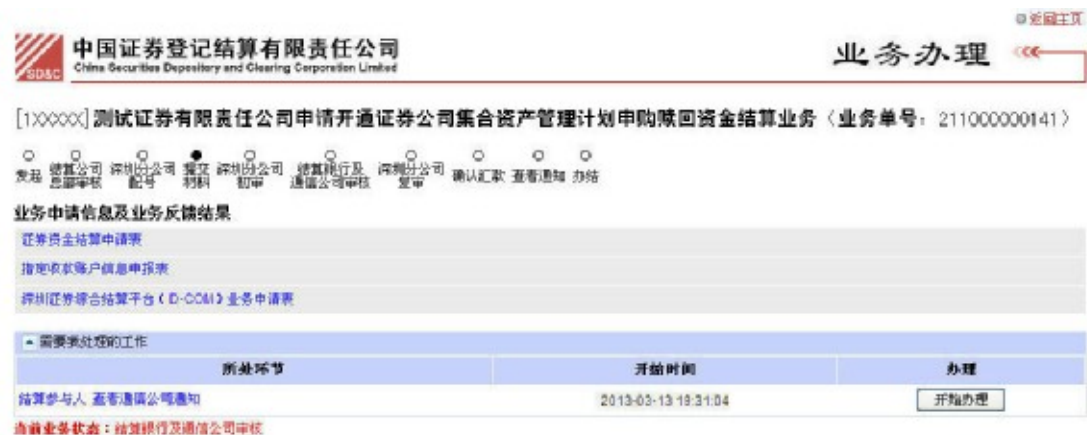 返回主页
中国证券登记结算有限责任公司
China Securities Depository and Clearing Corporation Limited
SD&C
业务办理
[1XXXXX]测试证券有限责任公司申请开通证券公司集合资产管理计划申购赎回资金结算业务（业务单号：211000000141）
发起 结算公司总部审核 深圳分公司配号 提交材料 深圳分公司初审 结算银行及通信公司审核 深圳分公司复审 确认汇款 查看通知 办结
业务申请信息及业务反馈结果
证券资金结算申请表
指定收款账户信息申报表
深圳证券综合结算平台（D-COM）业务申请表
需要我处理的工作
所处环节 开始时间 办理
结算参与人 查看通信公司通知 2013-03-13 19:31:04 开始办理
当前业务状态：结算银行及通信公司审核